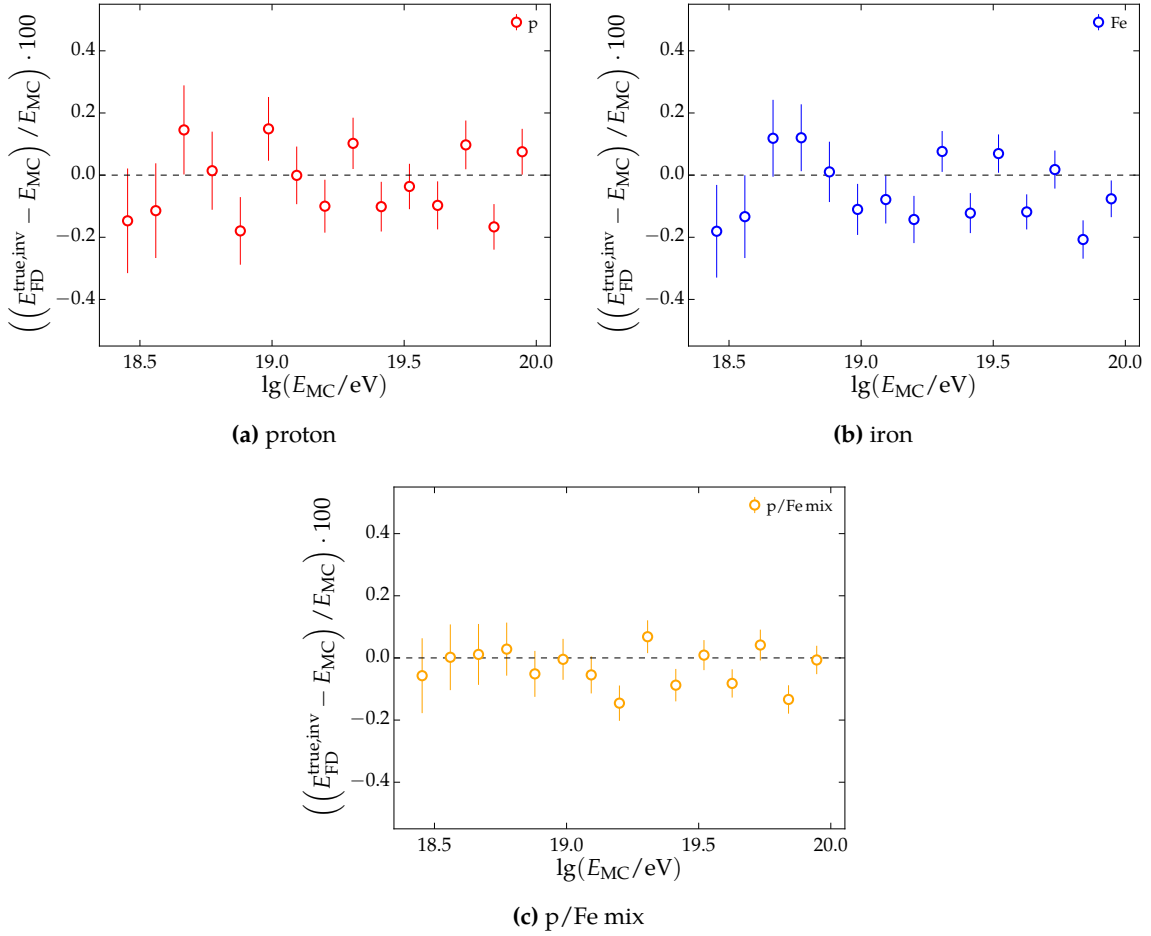 ((E_FD^true,inv − E_MC) / E_MC) · 100
p
0.4
0.2
0.0
−0.2
−0.4
18.5 19.0 19.5 20.0
lg(E_MC/eV)
(a) proton
((E_FD^true,inv − E_MC) / E_MC) · 100
Fe
0.4
0.2
0.0
−0.2
−0.4
18.5 19.0 19.5 20.0
lg(E_MC/eV)
(b) iron
((E_FD^true,inv − E_MC) / E_MC) · 100
p/Fe mix
0.4
0.2
0.0
−0.2
−0.4
18.5 19.0 19.5 20.0
lg(E_MC/eV)
(c) p/Fe mix